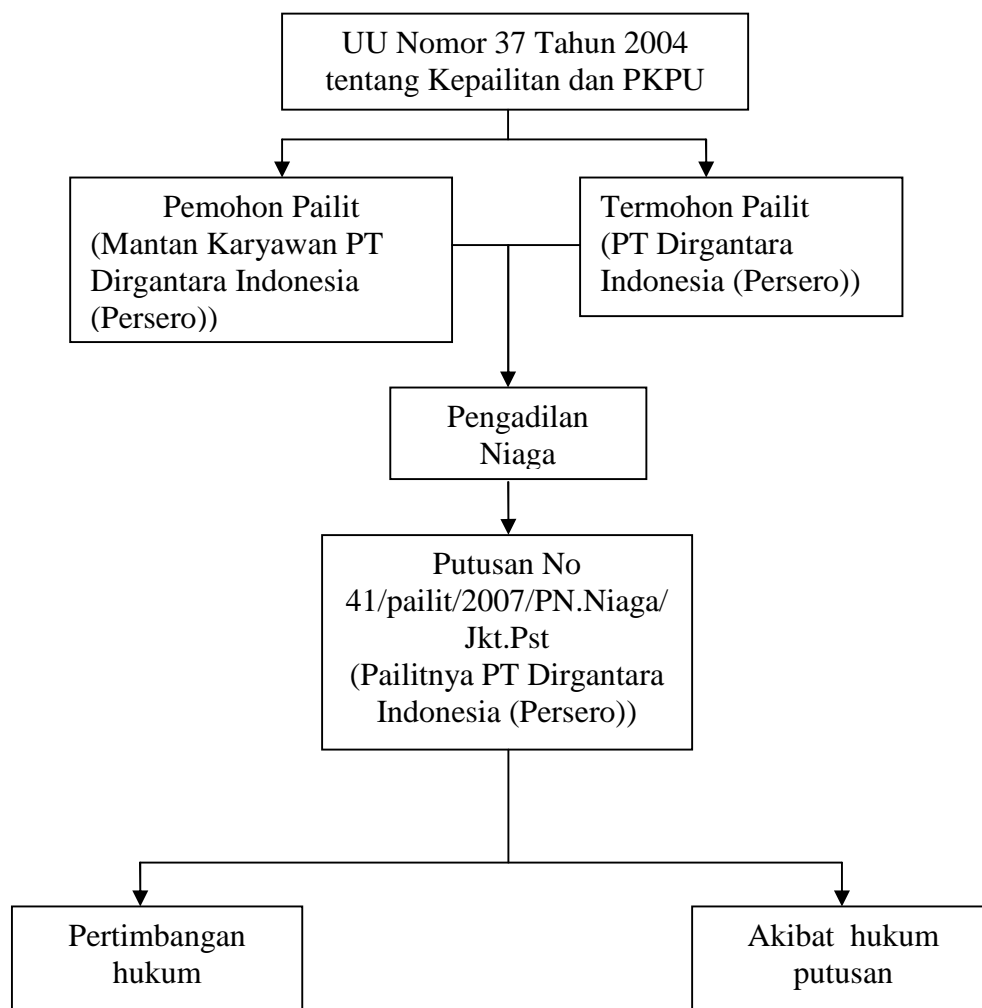 UU Nomor 37 Tahun 2004
tentang Kepailitan dan PKPU
Pemohon Pailit
(Mantan Karyawan PT
Dirgantara Indonesia
(Persero))
Termohon Pailit
(PT Dirgantara
Indonesia (Persero))
Pengadilan
Niaga
Putusan No
41/pailit/2007/PN.Niaga/
Jkt.Pst
(Pailitnya PT Dirgantara
Indonesia (Persero))
Pertimbangan
hukum
Akibat hukum
putusan